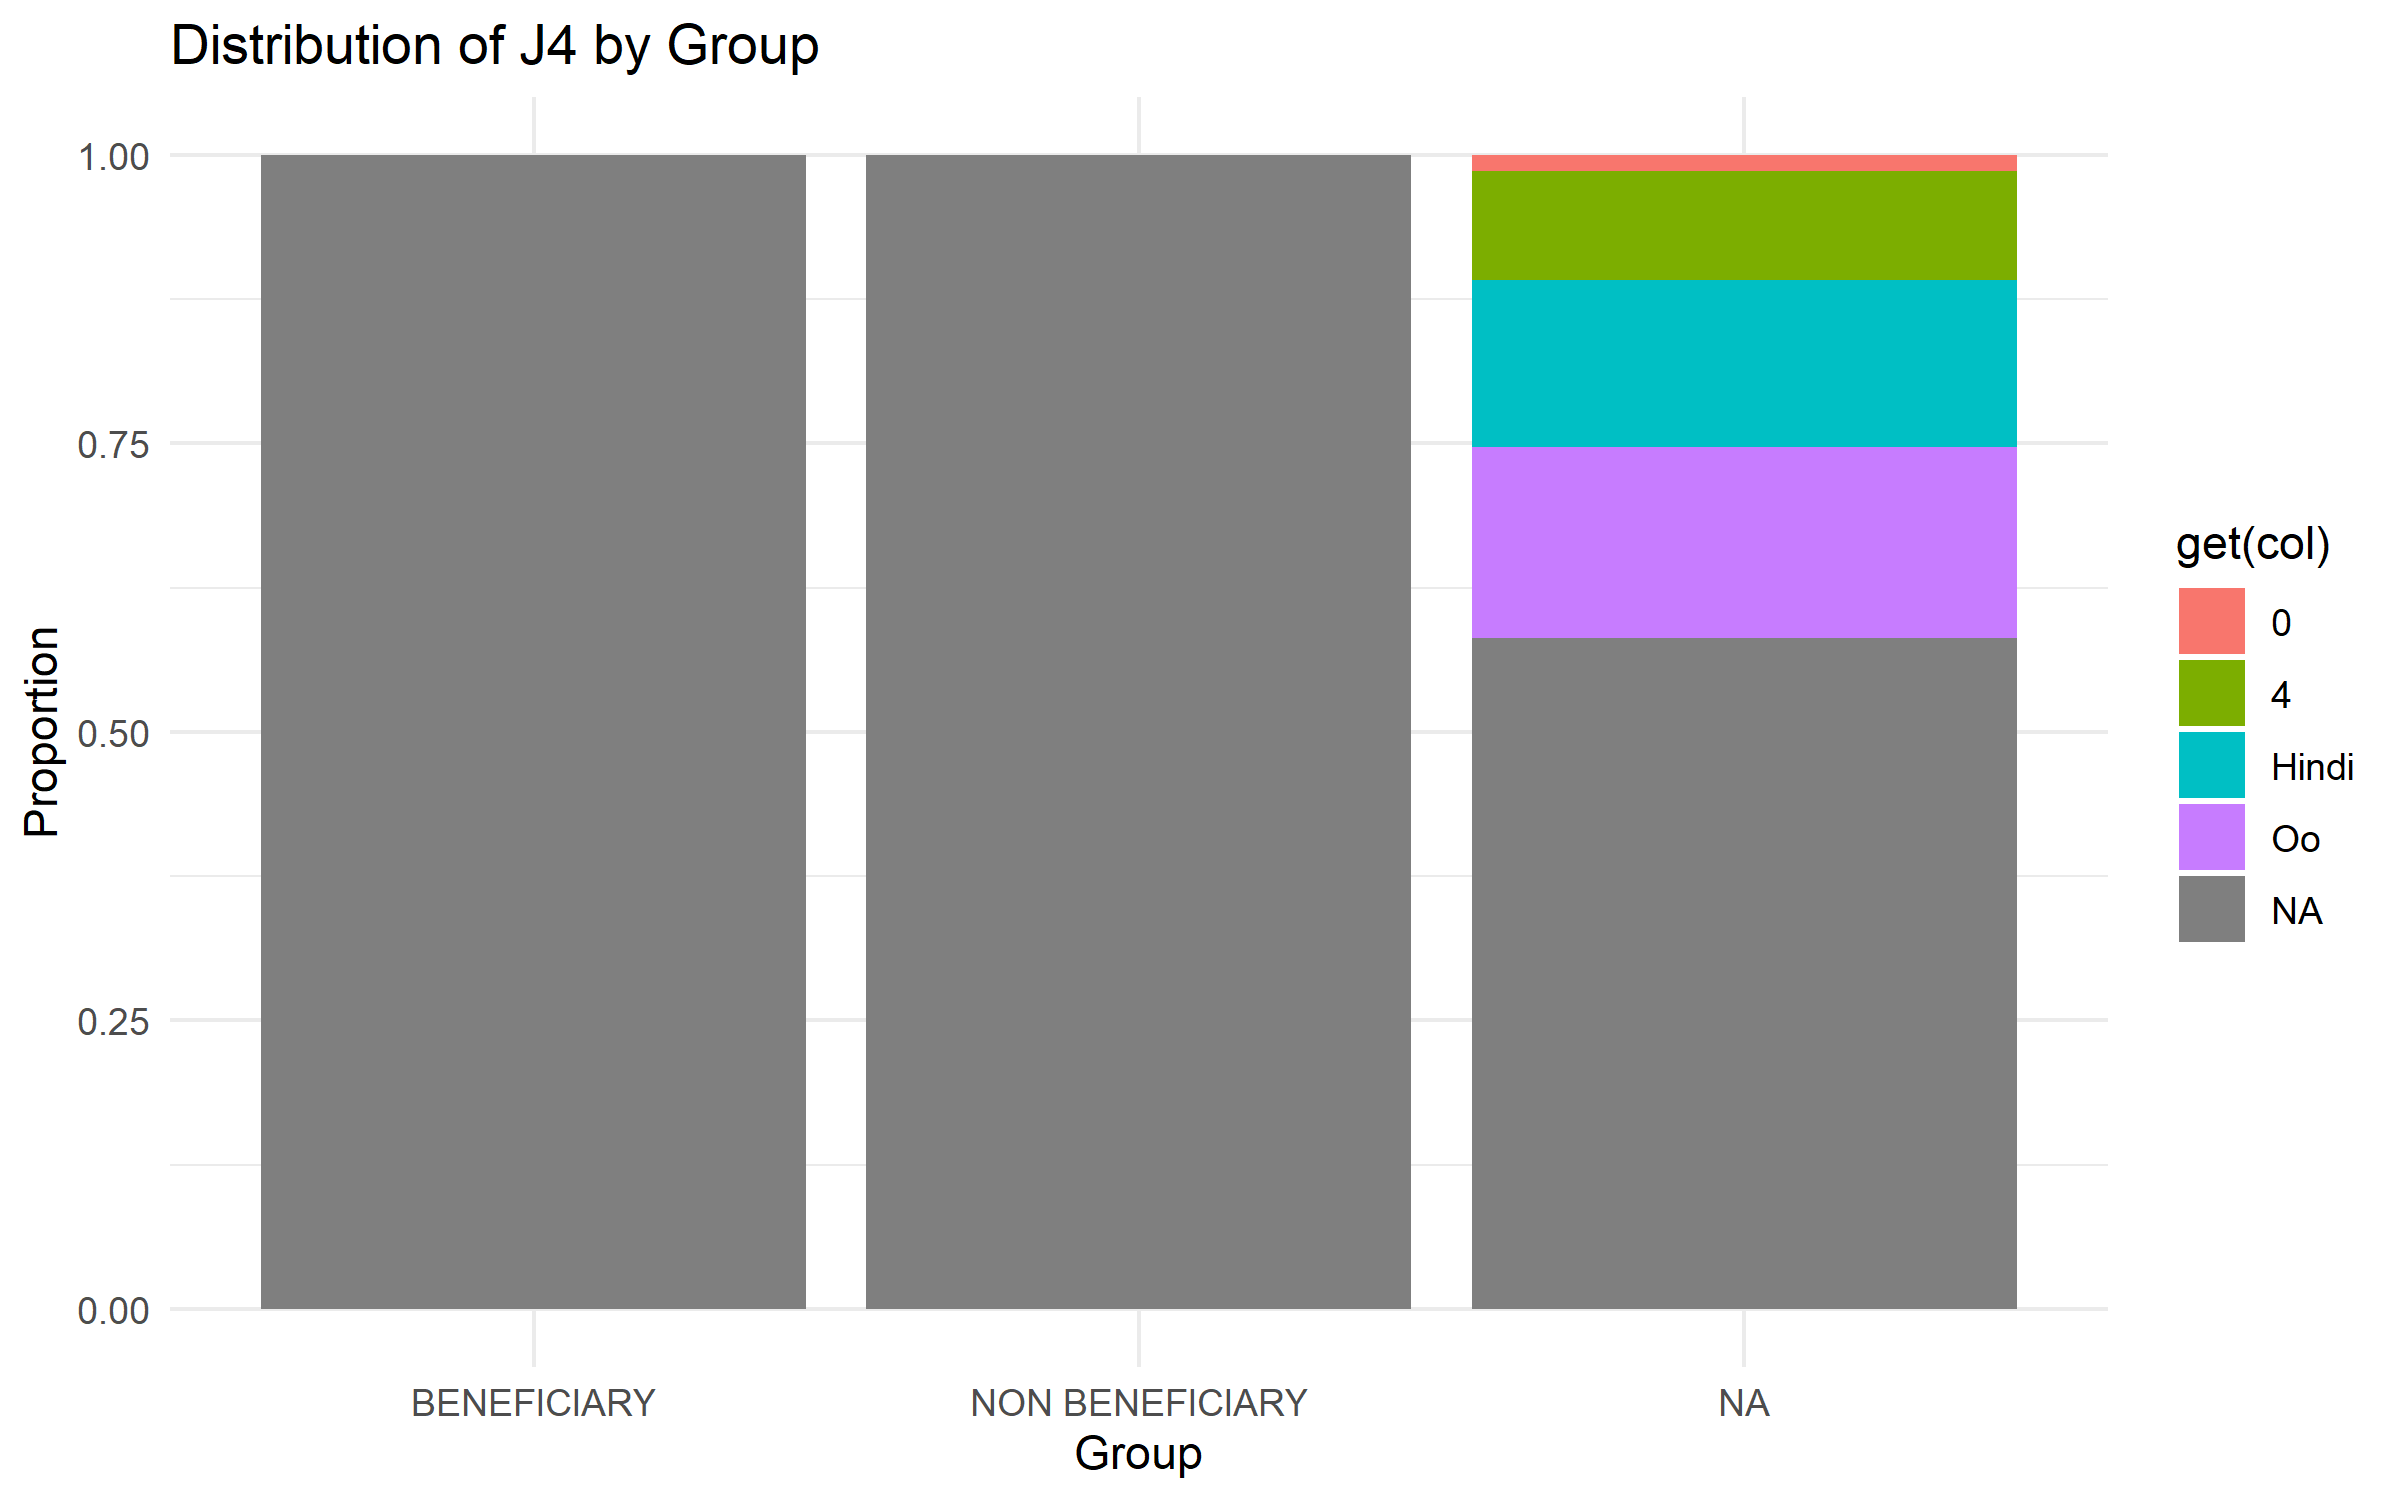 Distribution of J4 by Group
1.00
0.75
0.50
0.25
0.00
Proportion
BENEFICIARY
NON BENEFICIARY
NA
Group
get(col)
0
4
Hindi
Oo
NA